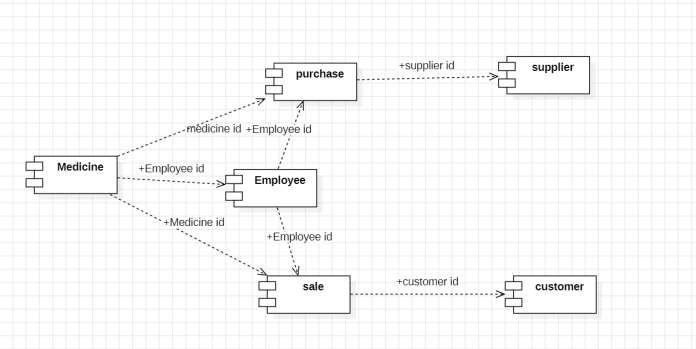 purchase
+supplier id
supplier
medicine id
+Employee id
Medicine
+Employee id
Employee
+Medicine id
+Employee id
sale
+customer id
customer